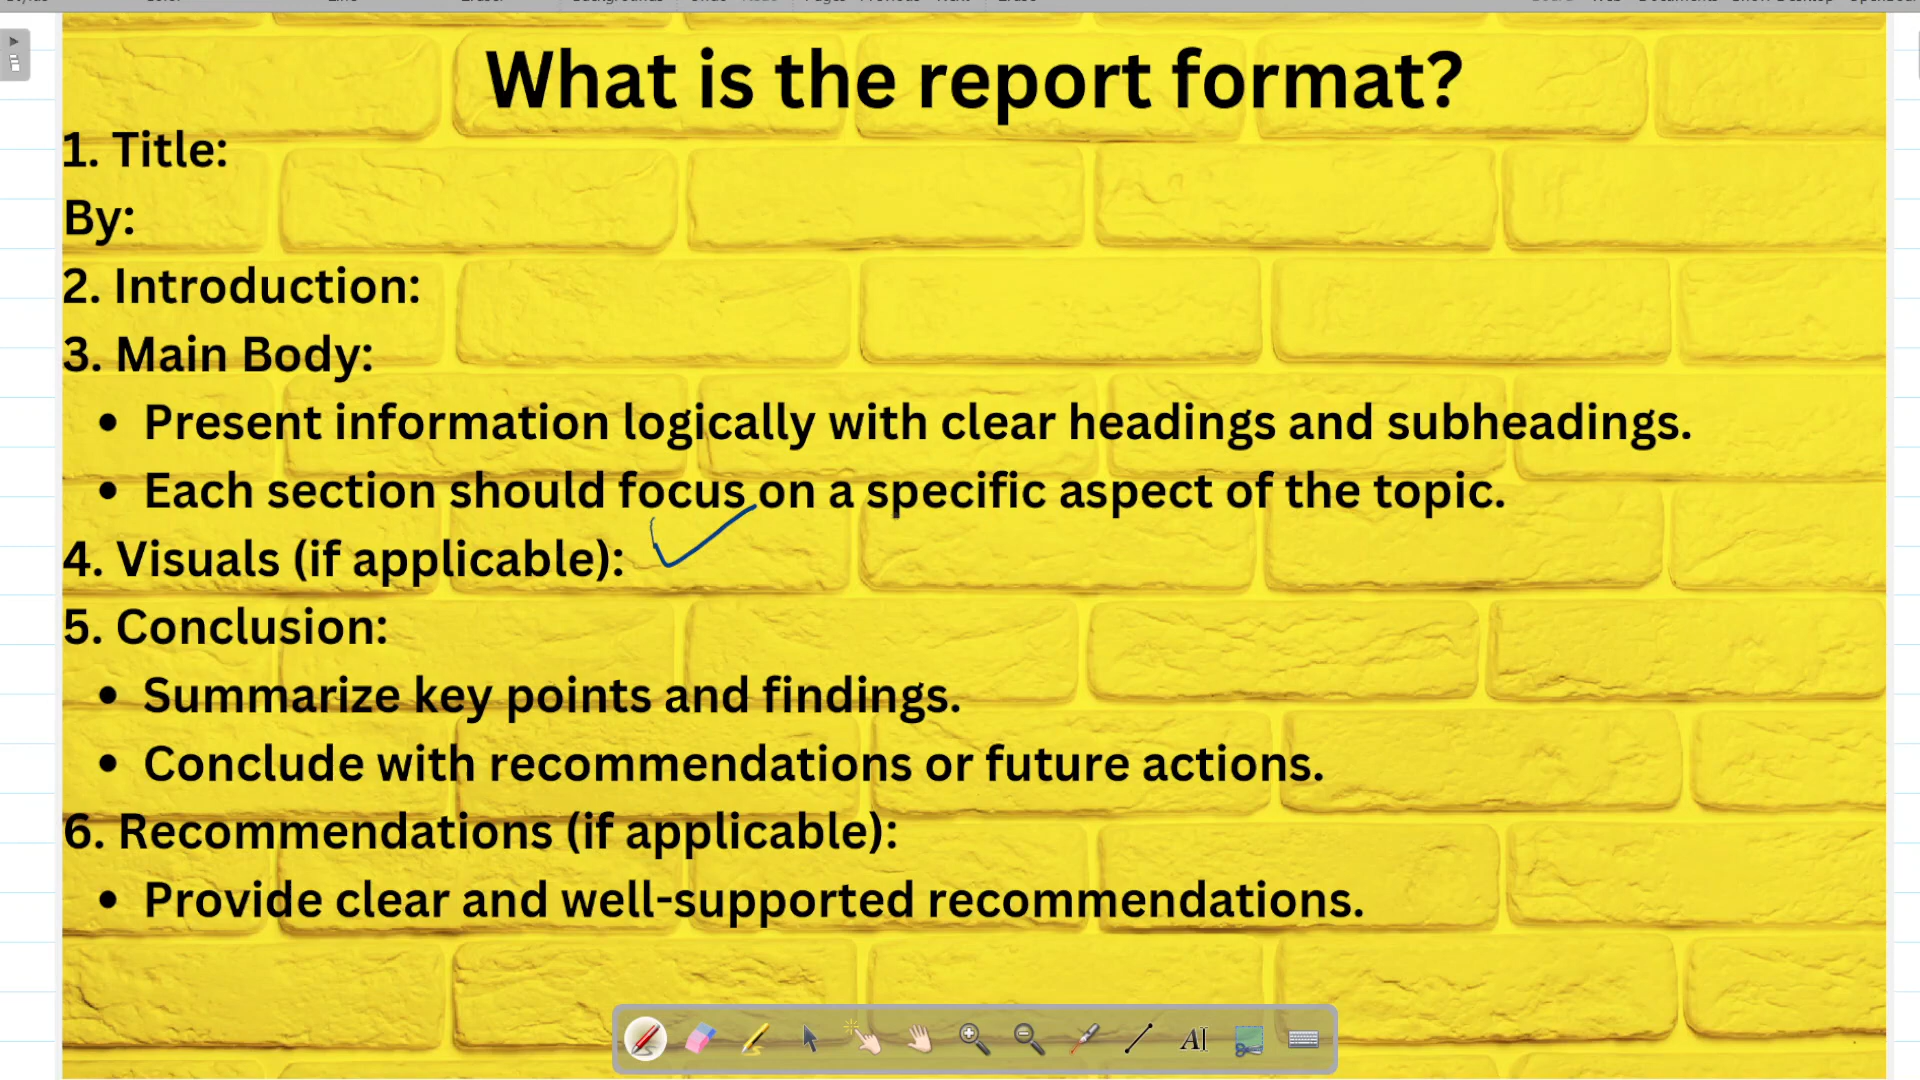 What is the report format?
1. Title:
By:
2. Introduction:
3. Main Body:
• Present information logically with clear headings and subheadings.
• Each section should focus on a specific aspect of the topic.
4. Visuals (if applicable):
5. Conclusion:
• Summarize key points and findings.
• Conclude with recommendations or future actions.
6. Recommendations (if applicable):
• Provide clear and well-supported recommendations.